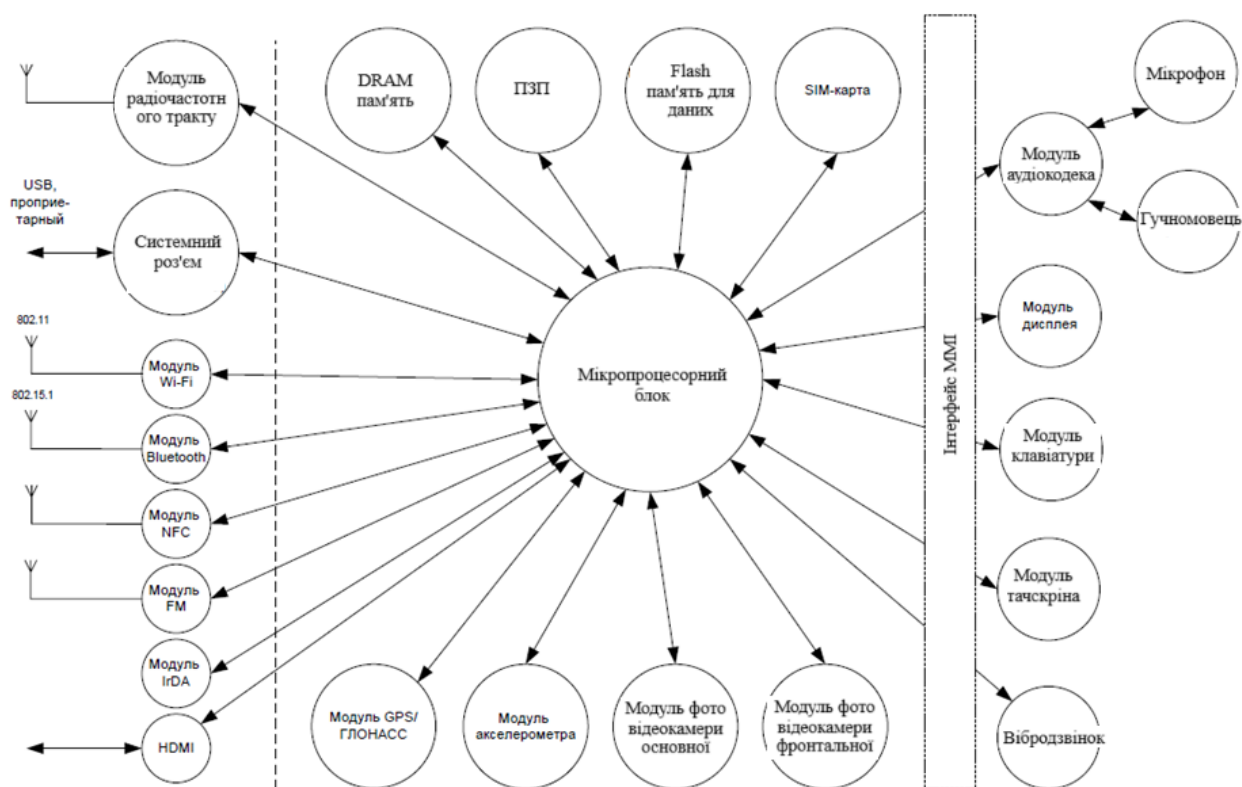 Модуль
радіочастотн
ого тракту
DRAM
пам'ять
ПЗП
Flash
пам'ять для
даних
SIM-карта
Мікрофон
Модуль
аудіокодека
Гучномовець
USB,
проприе-
тарный
Системний
роз'єм
802.11
Модуль
Wi-Fi
802.15.1
Модуль
Bluetooth
Модуль
NFC
Модуль
FM
Модуль
IrDA
HDMI
Мікропроцесорний
блок
Інтерфейс MMI
Модуль
дисплея
Модуль
клавіатури
Модуль
тачскріна
Вібродзвінок
Модуль GPS/
ГЛОНАСС
Модуль
акселерометра
Модуль фото
відеокамери
основної
Модуль фото
відеокамери
фронтальної